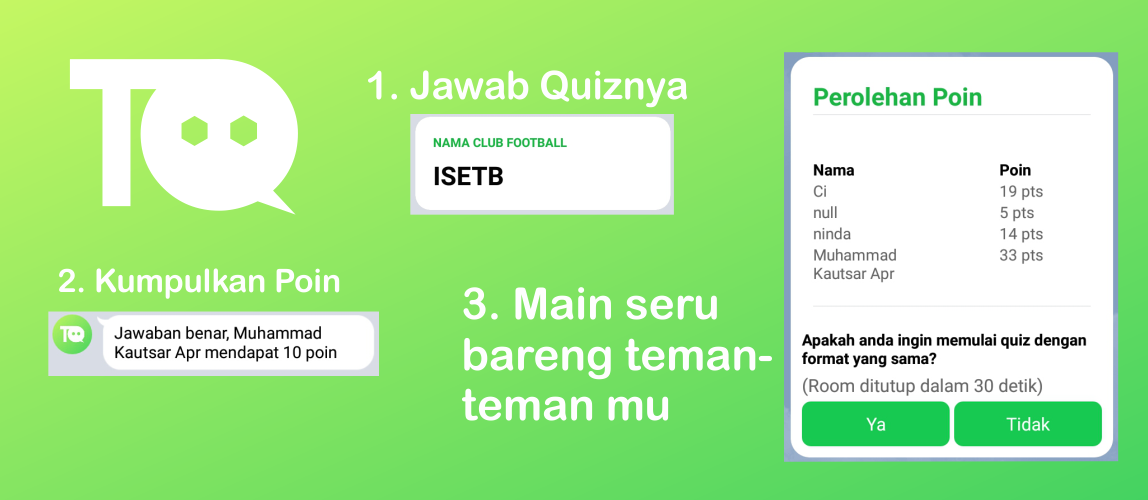 TQ
1. Jawab Quiznya
NAMA CLUB FOOTBALL
ISETB
2. Kumpulkan Poin
TQ
Jawaban benar, Muhammad
Kautsar Apr mendapat 10 poin
3. Main seru
bareng teman-
teman mu
Perolehan Poin
Nama Poin
Ci 19 pts
null 5 pts
ninda 14 pts
Muhammad 33 pts
Kautsar Apr
Apakah anda ingin memulai quiz dengan
format yang sama?
(Room ditutup dalam 30 detik)
Ya Tidak